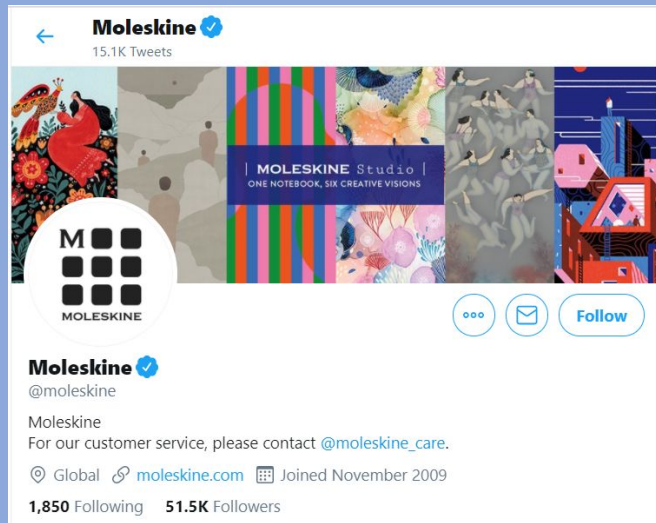 Moleskine
15.1K Tweets
| MOLESKINE Studio |
ONE NOTEBOOK, SIX CREATIVE VISIONS
M
MOLESKINE
Follow
Moleskine
@moleskine
Moleskine
For our customer service, please contact @moleskine_care.
Global moleskine.com Joined November 2009
1,850 Following 51.5K Followers